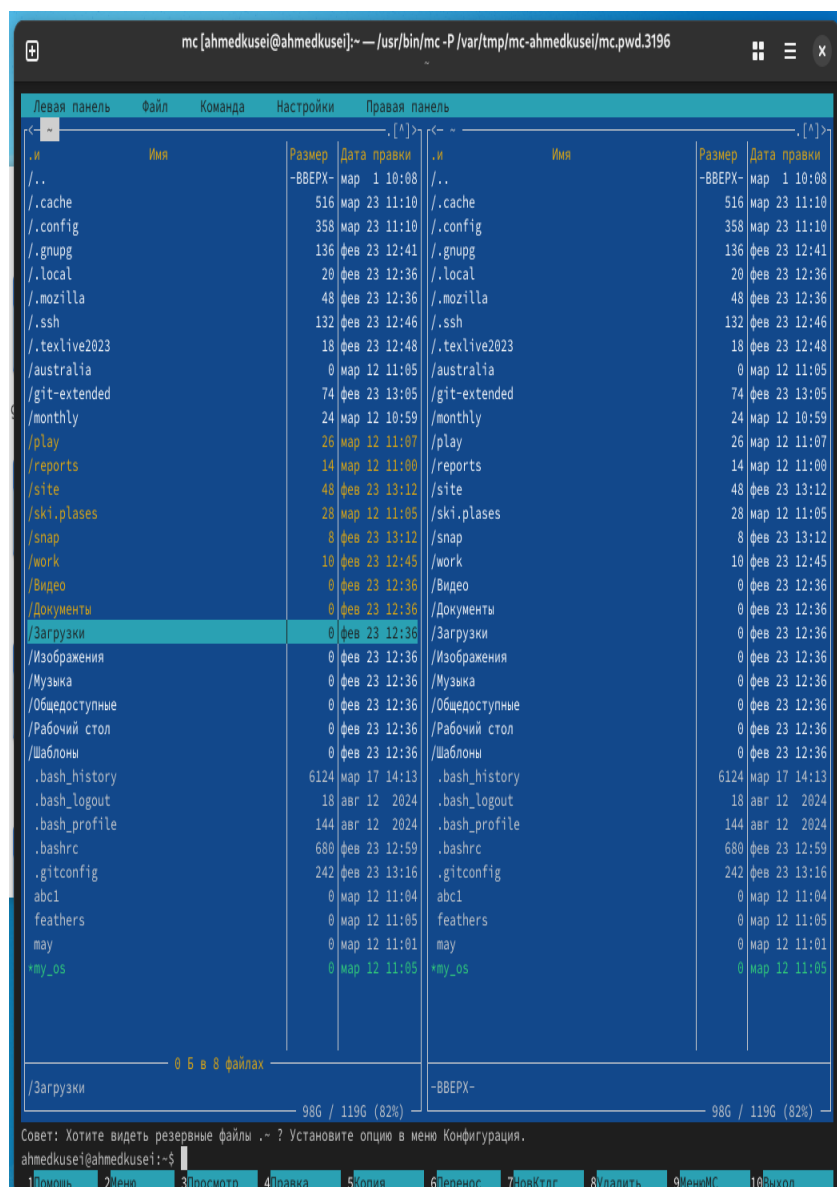 mc [ahmedkusei@ahmedkusei]:~ — /usr/bin/mc -P /var/tmp/mc-ahmedkusei/mc.pwd.3196
~
Левая панель Файл Команда Настройки Правая панель
<- ~ .[^]> <- ~ .[^]>
.и Имя Размер Дата правки .и Имя Размер Дата правки
/.. -ВВЕРХ- мар 1 10:08 /.. -ВВЕРХ- мар 1 10:08
/.cache 516 мар 23 11:10 /.cache 516 мар 23 11:10
/.config 358 мар 23 11:10 /.config 358 мар 23 11:10
/.gnupg 136 фев 23 12:41 /.gnupg 136 фев 23 12:41
/.local 20 фев 23 12:36 /.local 20 фев 23 12:36
/.mozilla 48 фев 23 12:36 /.mozilla 48 фев 23 12:36
/.ssh 132 фев 23 12:46 /.ssh 132 фев 23 12:46
/.texlive2023 18 фев 23 12:48 /.texlive2023 18 фев 23 12:48
/australia 0 мар 12 11:05 /australia 0 мар 12 11:05
/git-extended 74 фев 23 13:05 /git-extended 74 фев 23 13:05
/monthly 24 мар 12 10:59 /monthly 24 мар 12 10:59
/play 26 мар 12 11:07 /play 26 мар 12 11:07
/reports 14 мар 12 11:00 /reports 14 мар 12 11:00
/site 48 фев 23 13:12 /site 48 фев 23 13:12
/ski.plases 28 мар 12 11:05 /ski.plases 28 мар 12 11:05
/snap 8 фев 23 13:12 /snap 8 фев 23 13:12
/work 10 фев 23 12:45 /work 10 фев 23 12:45
/Видео 0 фев 23 12:36 /Видео 0 фев 23 12:36
/Документы 0 фев 23 12:36 /Документы 0 фев 23 12:36
/Загрузки 0 фев 23 12:36 /Загрузки 0 фев 23 12:36
/Изображения 0 фев 23 12:36 /Изображения 0 фев 23 12:36
/Музыка 0 фев 23 12:36 /Музыка 0 фев 23 12:36
/Общедоступные 0 фев 23 12:36 /Общедоступные 0 фев 23 12:36
/Рабочий стол 0 фев 23 12:36 /Рабочий стол 0 фев 23 12:36
/Шаблоны 0 фев 23 12:36 /Шаблоны 0 фев 23 12:36
.bash_history 6124 мар 17 14:13 .bash_history 6124 мар 17 14:13
.bash_logout 18 авг 12 2024 .bash_logout 18 авг 12 2024
.bash_profile 144 авг 12 2024 .bash_profile 144 авг 12 2024
.bashrc 680 фев 23 12:59 .bashrc 680 фев 23 12:59
.gitconfig 242 фев 23 13:16 .gitconfig 242 фев 23 13:16
abc1 0 мар 12 11:04 abc1 0 мар 12 11:04
feathers 0 мар 12 11:05 feathers 0 мар 12 11:05
may 0 мар 12 11:01 may 0 мар 12 11:01
*my_os 0 мар 12 11:05 *my_os 0 мар 12 11:05
0 Б в 8 файлах
/Загрузки -ВВЕРХ-
98G / 119G (82%) 98G / 119G (82%)
Совет: Хотите видеть резервные файлы .~ ? Установите опцию в меню Конфигурация.
ahmedkusei@ahmedkusei:~$
1Помощь 2Меню 3Просмотр 4Правка 5Копия 6Перенос 7НовКтлг 8Удалить 9МенюMC 10Выход